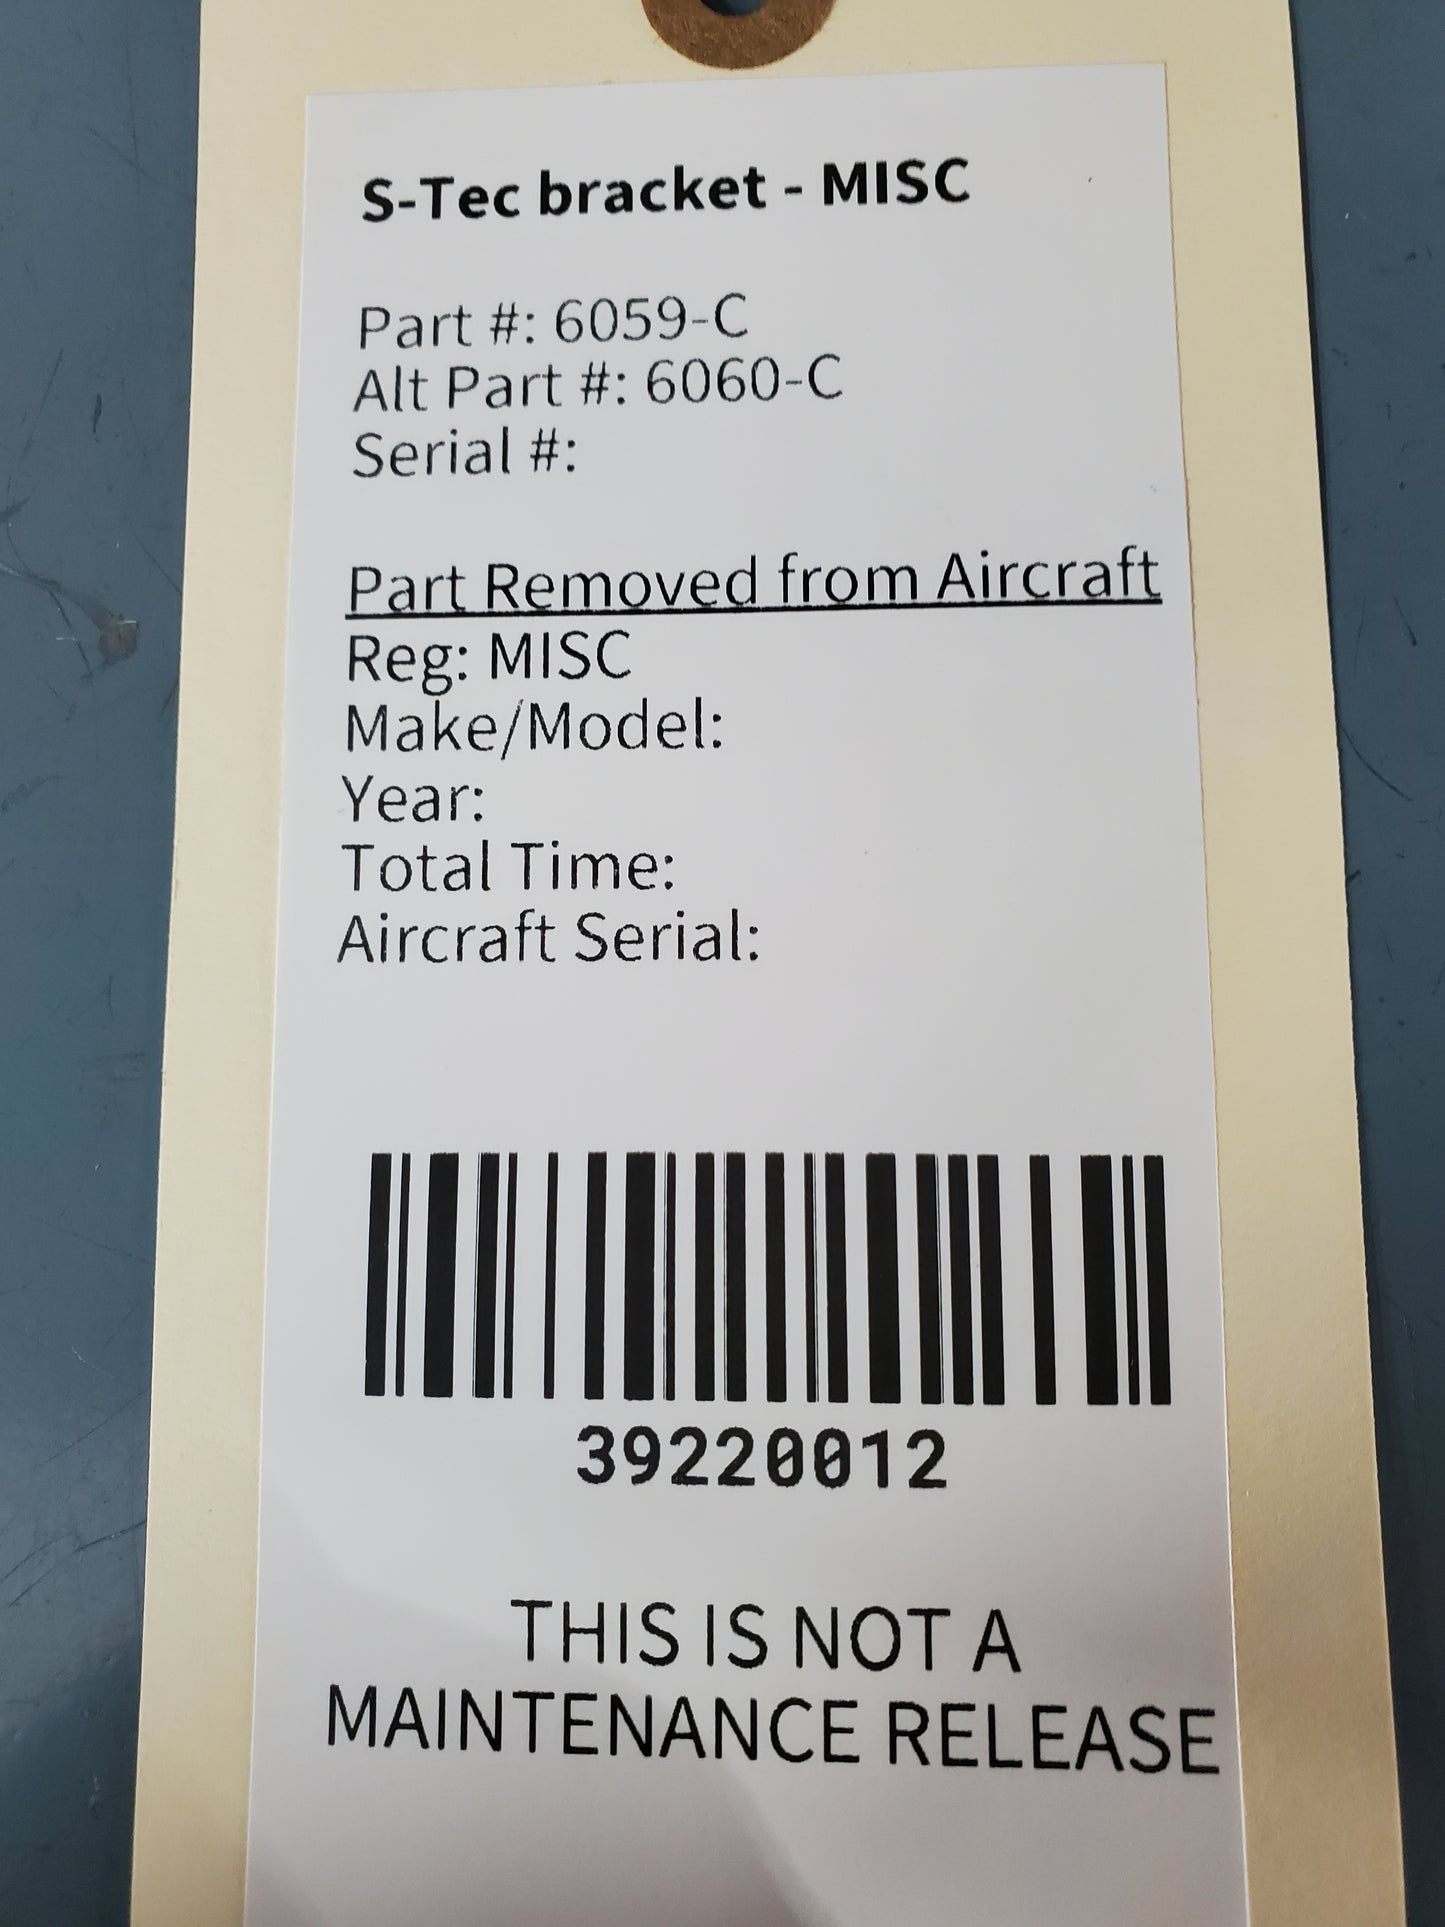 S-Tec bracket - MISC
Part #: 6059-C
Alt Part #: 6060-C
Serial #:
Part Removed from Aircraft
Reg: MISC
Make/Model:
Year:
Total Time:
Aircraft Serial:
39220012
THIS IS NOT A
MAINTENANCE RELEASE